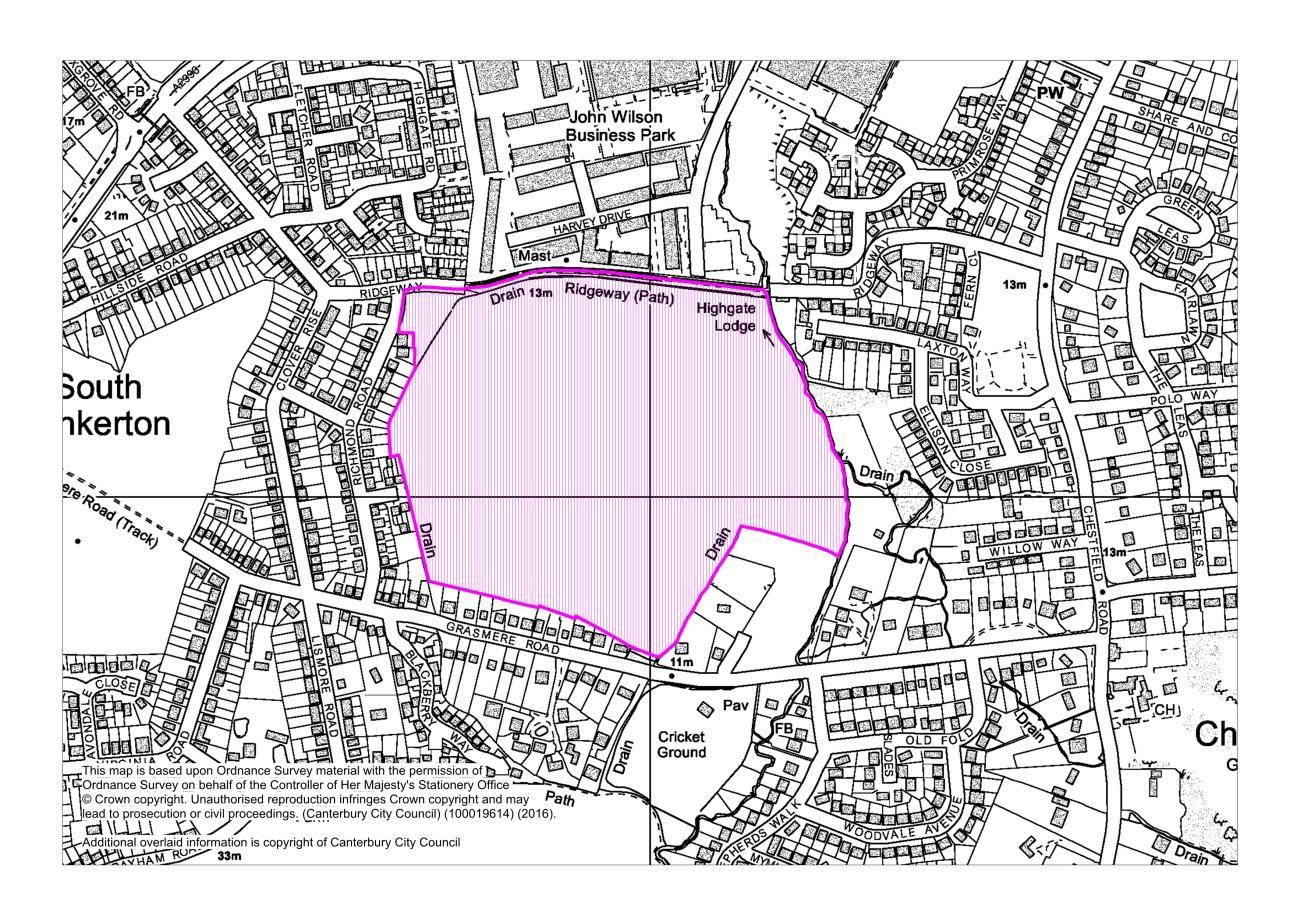 XGROVE RD
FB
A2990
17m
FLETCHER ROAD
HIGHGATE RD
John Wilson
Business Park
PW
PRIMROSE WAY
SHARE AND CO
21m
HARVEY DRIVE
GREEN
LEAS
HILLSIDE ROAD
Mast
RIDGEWAY
RIDGEWAY
Drain 13m
Ridgeway (Path)
FERN CL
13m
FAIRLAWN
Highgate
Lodge
CLOVER RISE
LAXTON WAY
South
nkerton
RICHMOND ROAD
THE LEAS
POLO WAY
ELLISON CLOSE
Drain
ere Road (Track)
Drain
Drain
CHESTFIELD ROAD
WILLOW WAY
13m
THE LEAS
GRASMERE ROAD
11m
LISMORE ROAD
BLACKBERRY WAY
CLOSE
AVONDALE
ROAD
VIRGINIA
Pav
FB
Cricket
Ground
Drain
SLADES
OLD FOLD
Drain
CH
Ch
G
This map is based upon Ordnance Survey material with the permission of
Ordnance Survey on behalf of the Controller of Her Majesty's Stationery Office
© Crown copyright. Unauthorised reproduction infringes Crown copyright and may
lead to prosecution or civil proceedings. (Canterbury City Council) (100019614) (2016).
Path
Additional overlaid information is copyright of Canterbury City Council
EPHERDS WALK
WOODVALE AVENUE
MYM
AYHAM ROAD
33m
Drain